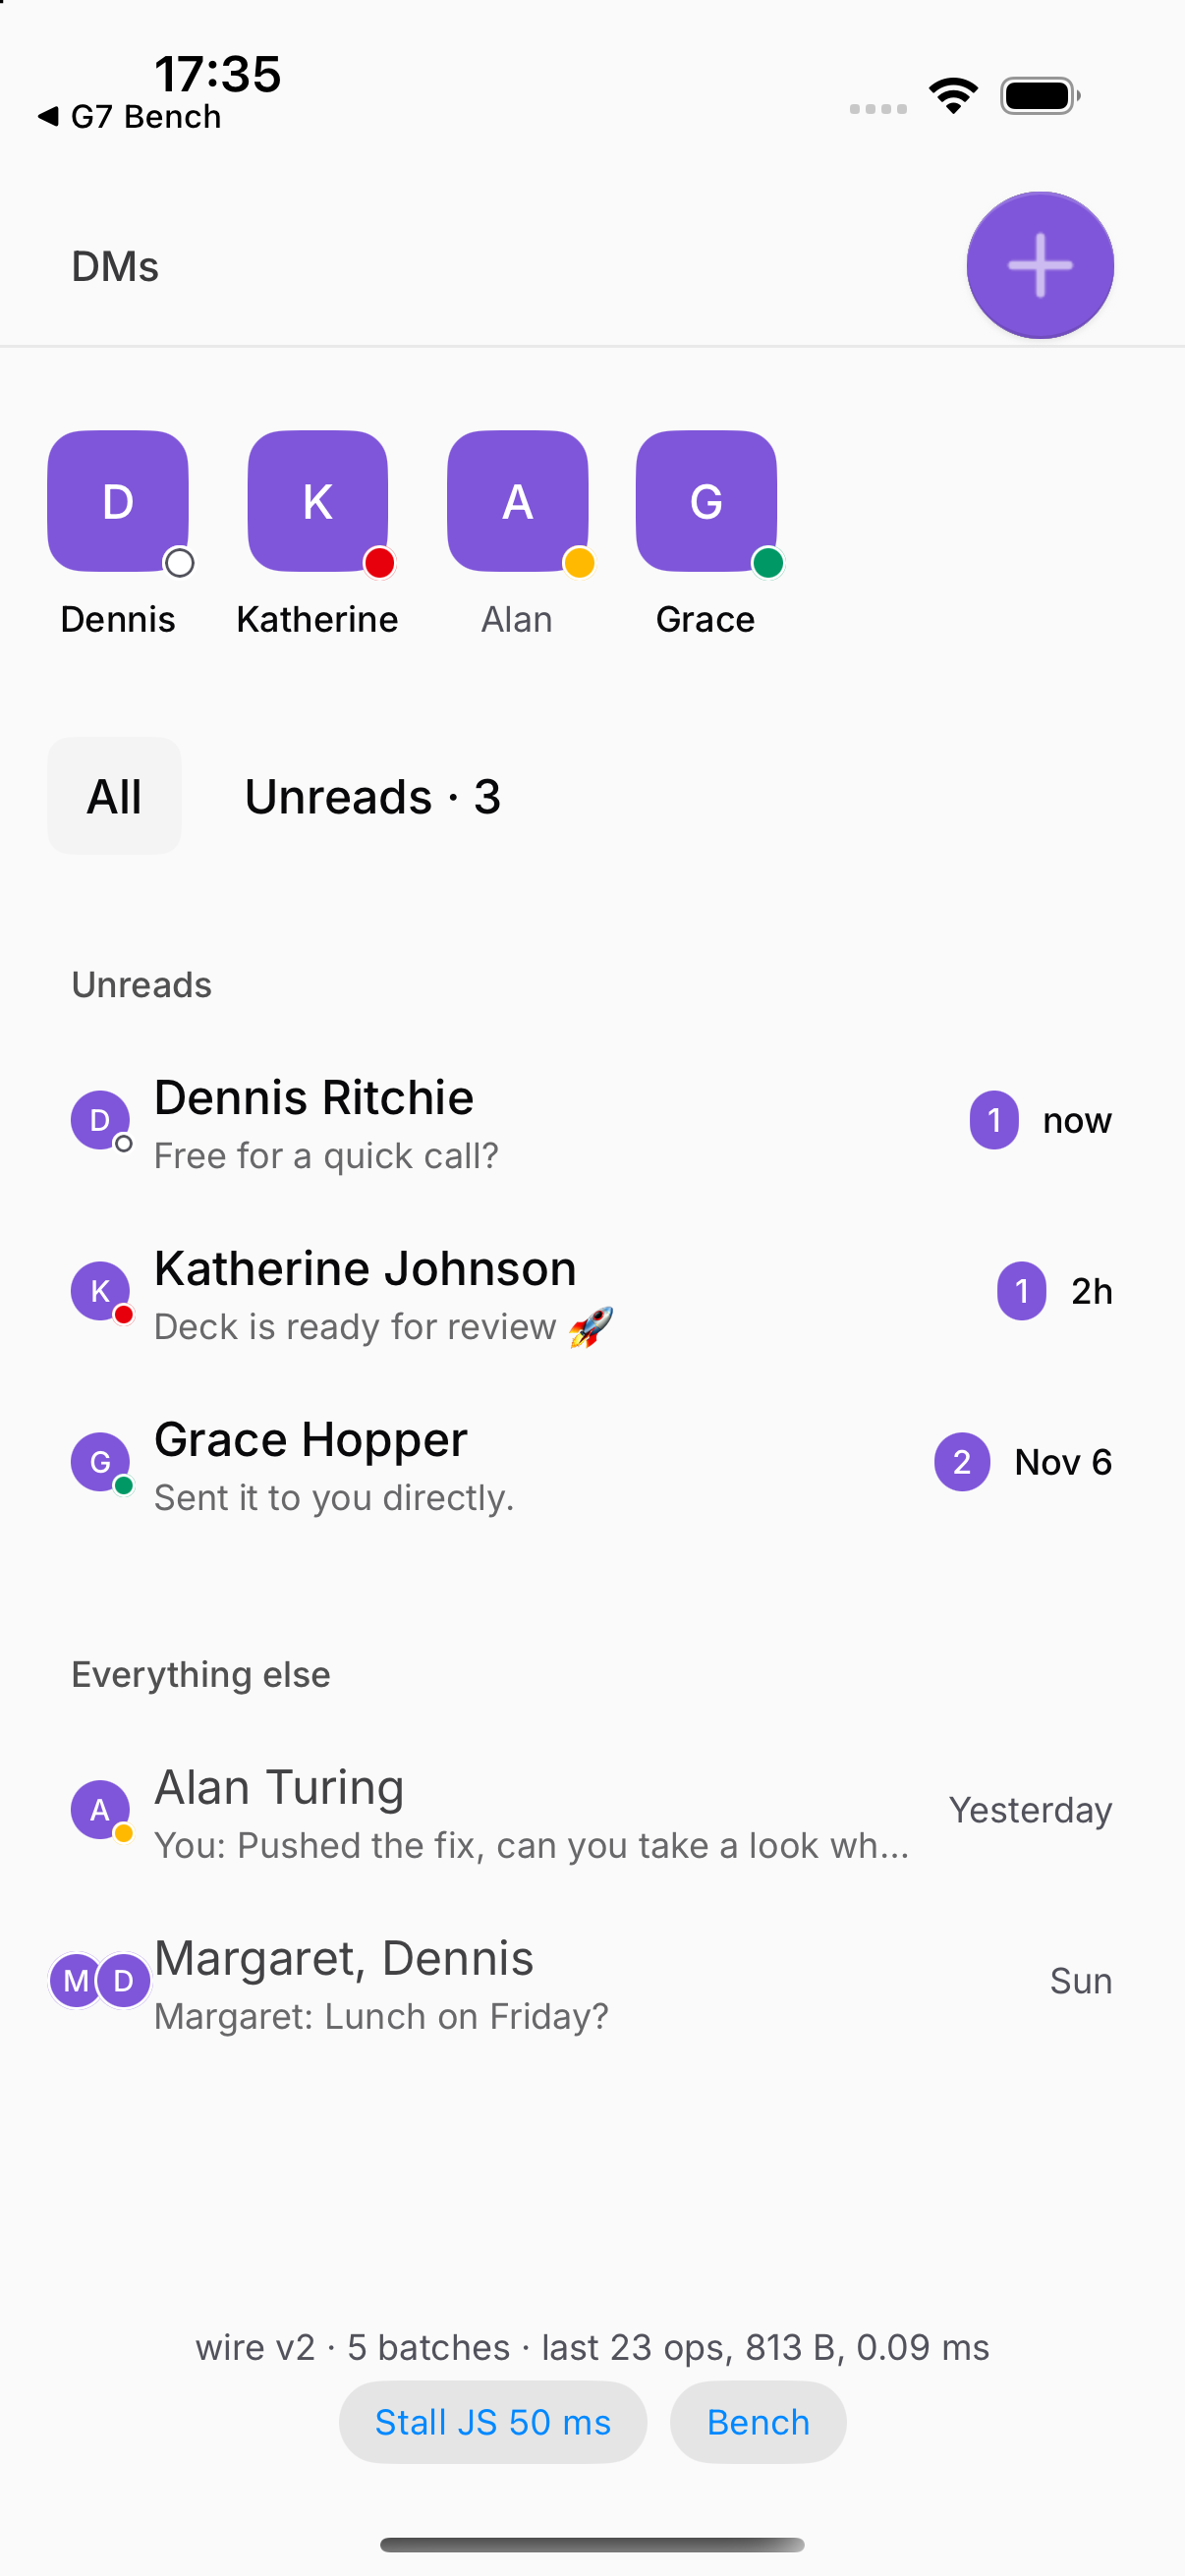 17:35
◀ G7 Bench
DMs
D K A G
Dennis Katherine Alan Grace
All Unreads · 3
Unreads
D Dennis Ritchie 1 now
Free for a quick call?
K Katherine Johnson 1 2h
Deck is ready for review 🚀
G Grace Hopper 2 Nov 6
Sent it to you directly.
Everything else
A Alan Turing Yesterday
You: Pushed the fix, can you take a look wh...
M D Margaret, Dennis Sun
Margaret: Lunch on Friday?
wire v2 · 5 batches · last 23 ops, 813 B, 0.09 ms
Stall JS 50 ms Bench